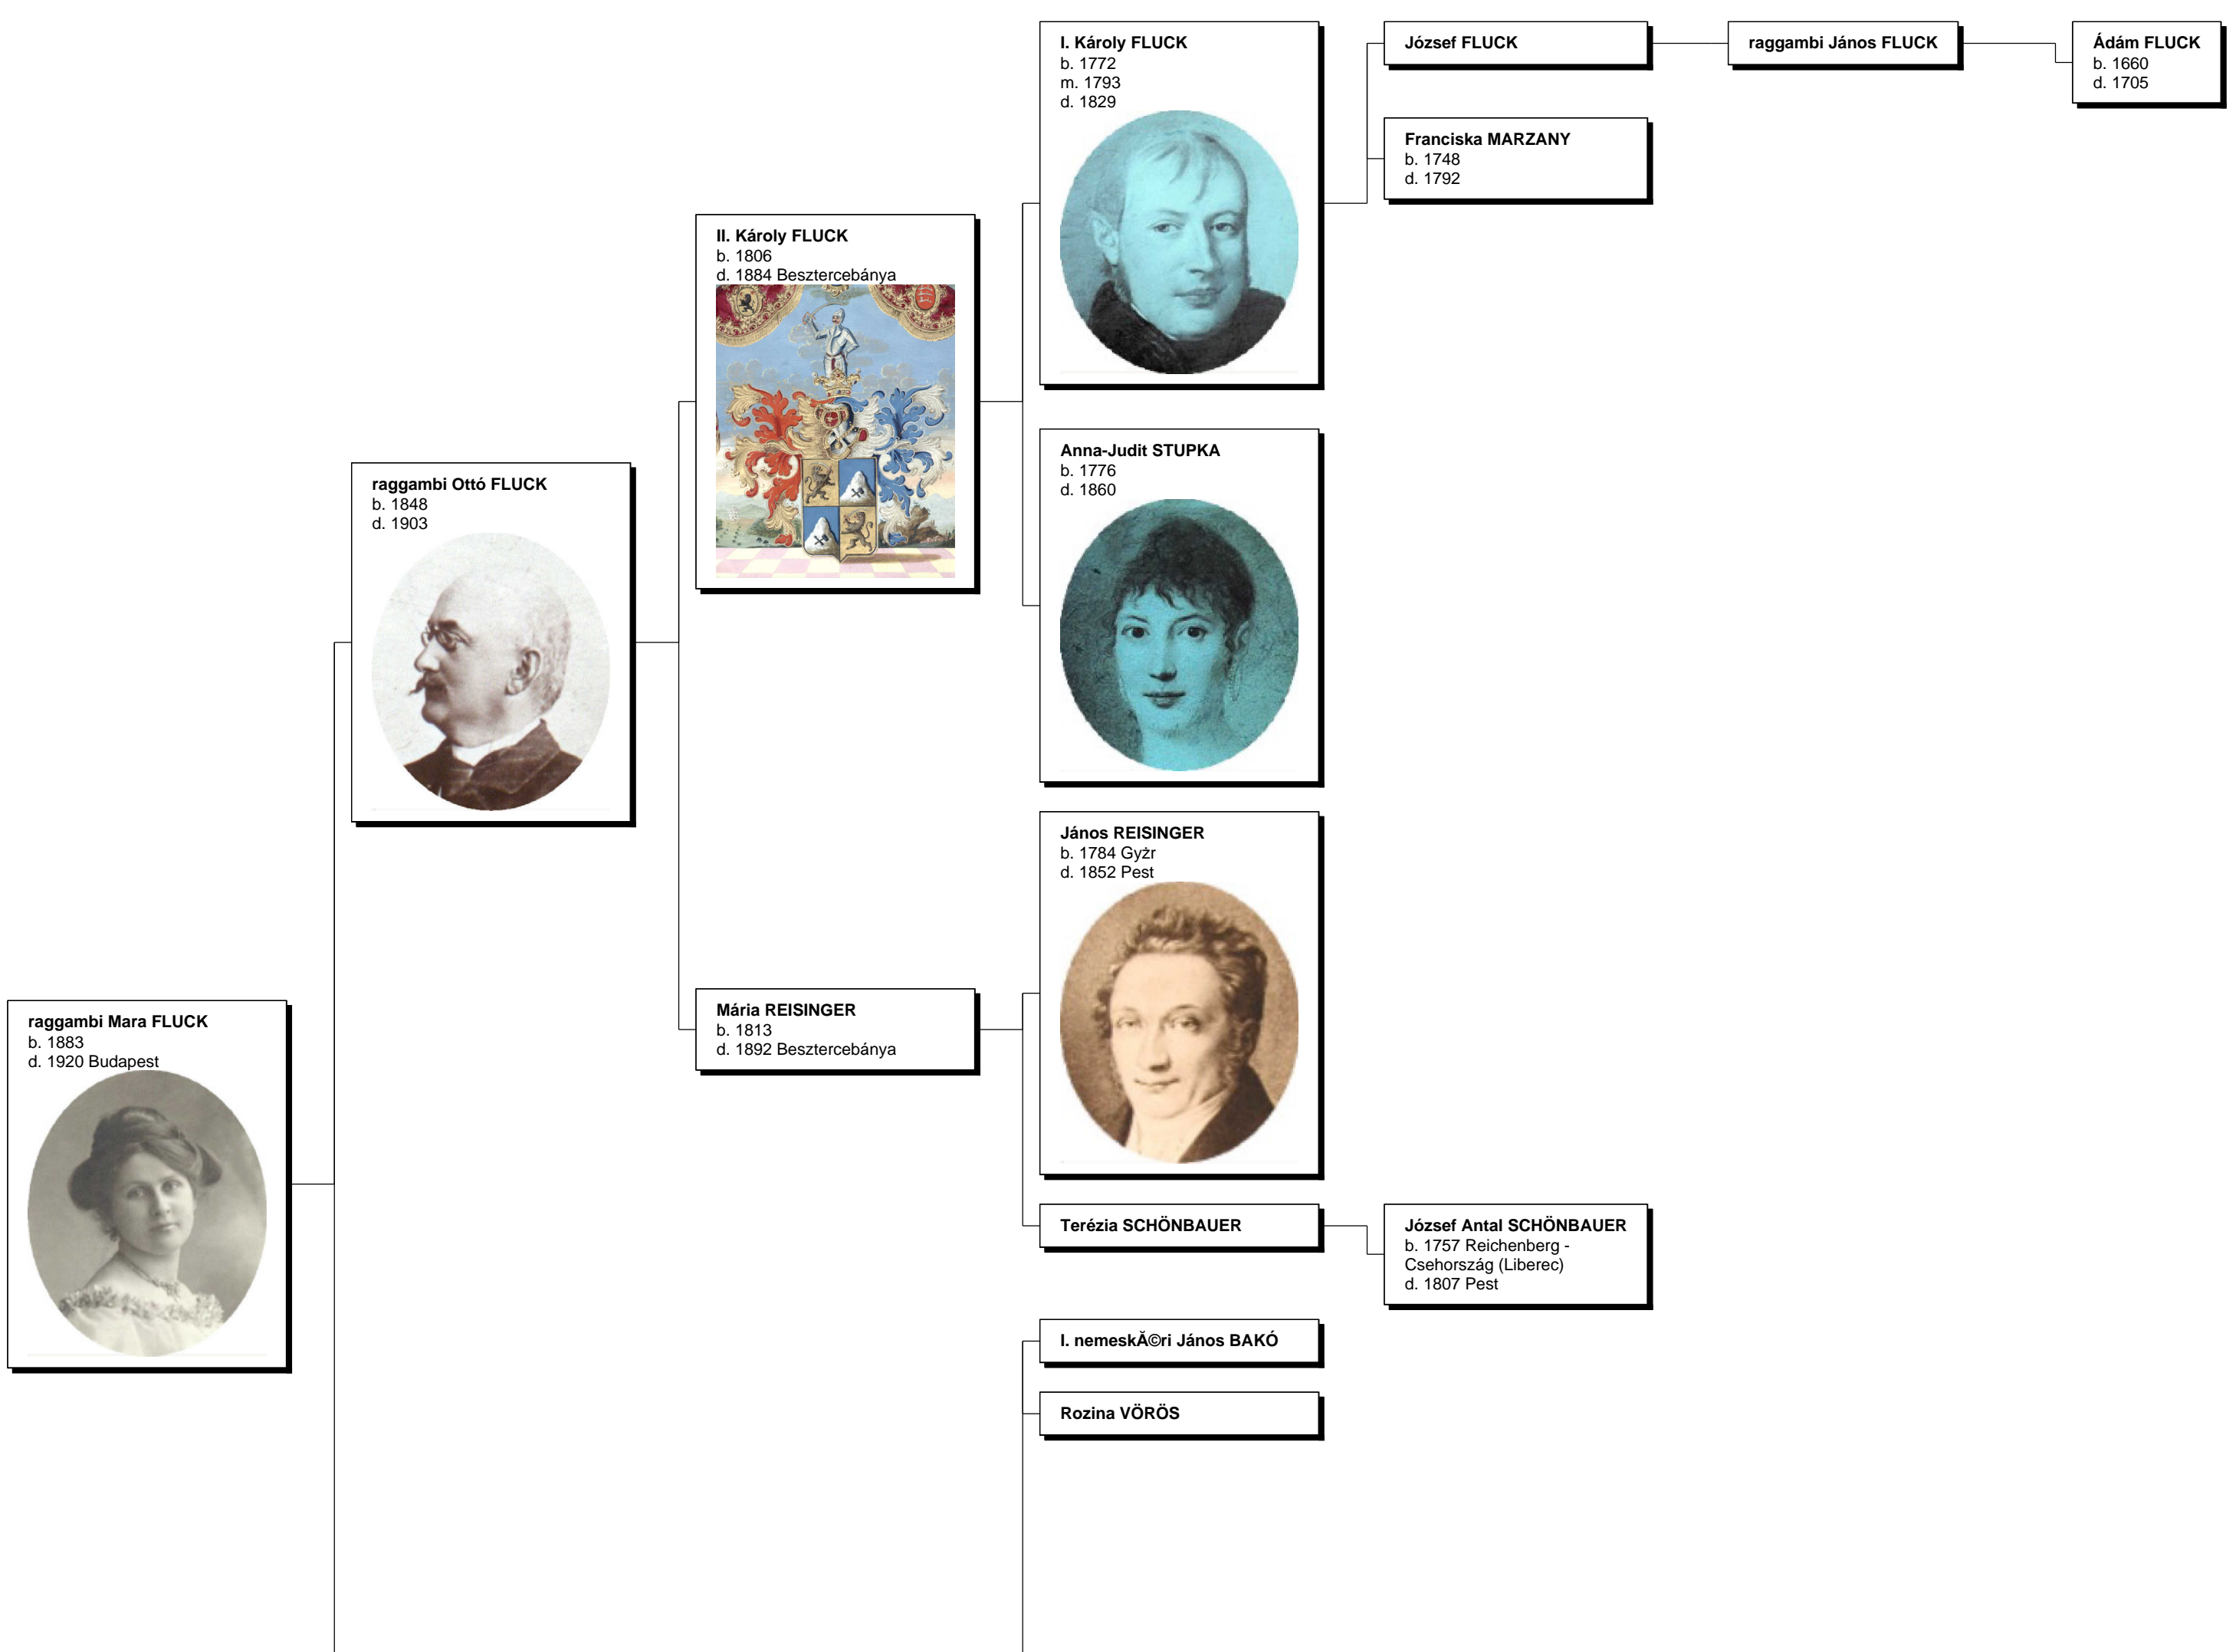 I. Károly FLUCK
b. 1772
m. 1793
d. 1829
József FLUCK
raggambi János FLUCK
Ádám FLUCK
b. 1660
d. 1705
Franciska MARZANY
b. 1748
d. 1792
II. Károly FLUCK
b. 1806
d. 1884 Besztercebánya
Anna-Judit STUPKA
b. 1776
d. 1860
raggambi Ottó FLUCK
b. 1848
d. 1903
János REISINGER
b. 1784 Gyżr
d. 1852 Pest
raggambi Mara FLUCK
b. 1883
d. 1920 Budapest
Mária REISINGER
b. 1813
d. 1892 Besztercebánya
Terézia SCHÖNBAUER
József Antal SCHÖNBAUER
b. 1757 Reichenberg -
Csehország (Liberec)
d. 1807 Pest
I. nemeskĂ©ri János BAKÓ
Rozina VÖRÖS